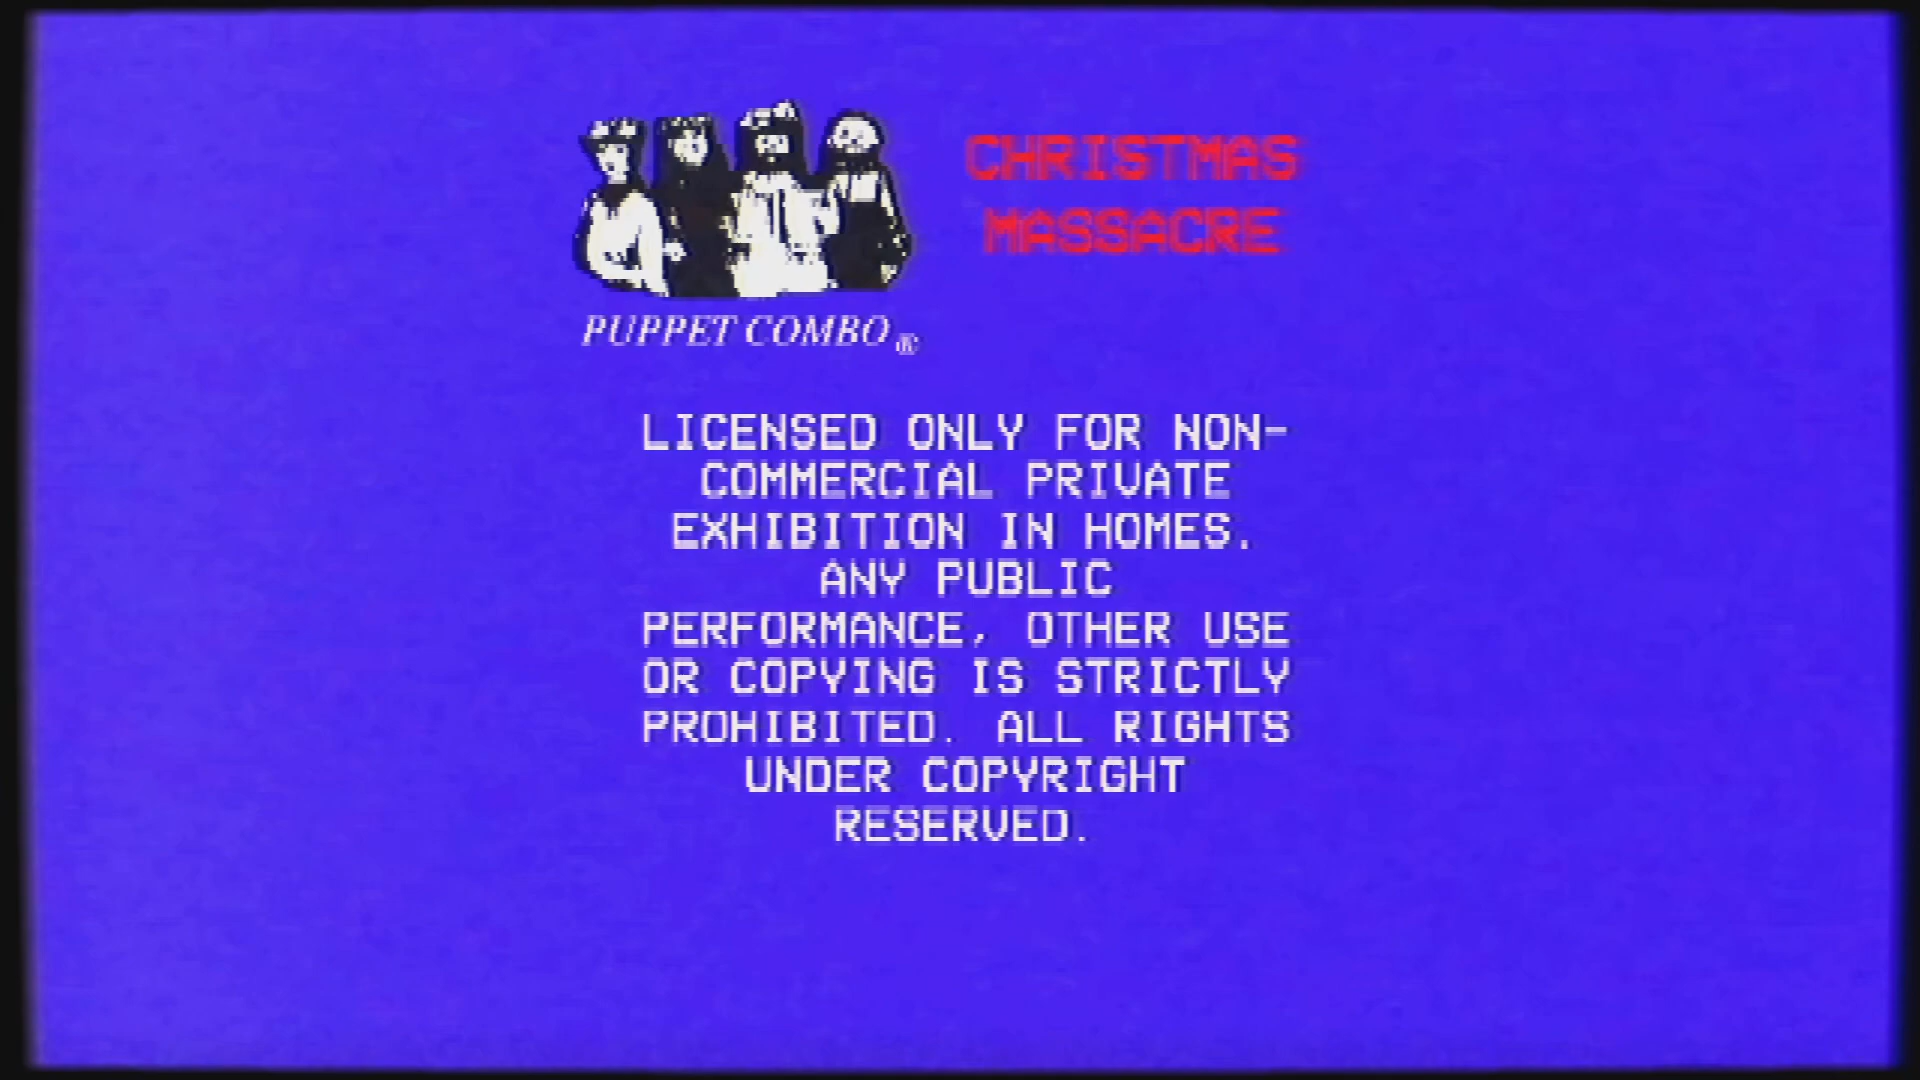 CHRISTMAS
MASSACRE
PUPPET COMBO®
LICENSED ONLY FOR NON-
COMMERCIAL PRIVATE
EXHIBITION IN HOMES.
ANY PUBLIC
PERFORMANCE, OTHER USE
OR COPYING IS STRICTLY
PROHIBITED. ALL RIGHTS
UNDER COPYRIGHT
RESERVED.